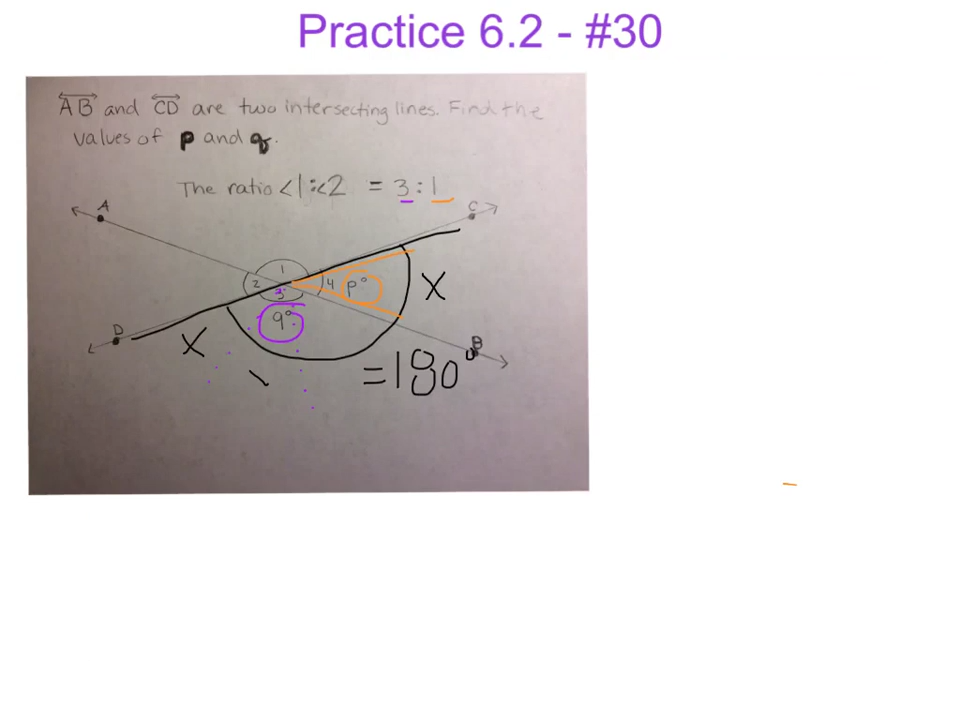 Practice 6.2 - #30
AB and CD are two intersecting lines. Find the
values of p and q.
The ratio <1:<2 = 3:1
A
C
1
2
4 p°
X
3
q°
D
B
X
=180°